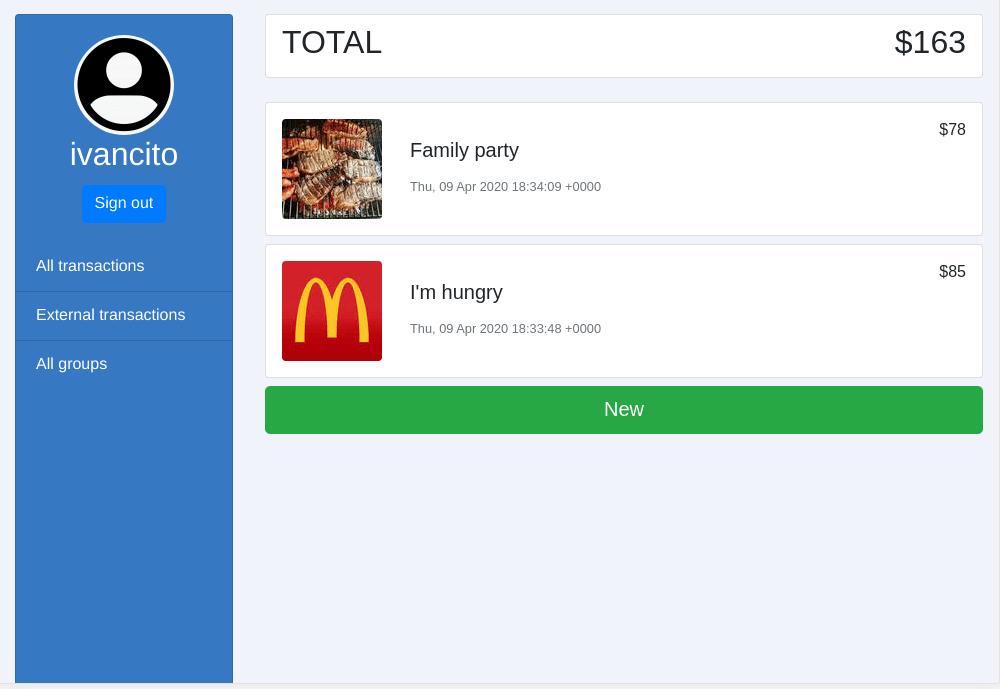 ivancito
Sign out
All transactions
External transactions
All groups
TOTAL
$163
Family party
$78
Thu, 09 Apr 2020 18:34:09 +0000
I'm hungry
$85
Thu, 09 Apr 2020 18:33:48 +0000
New